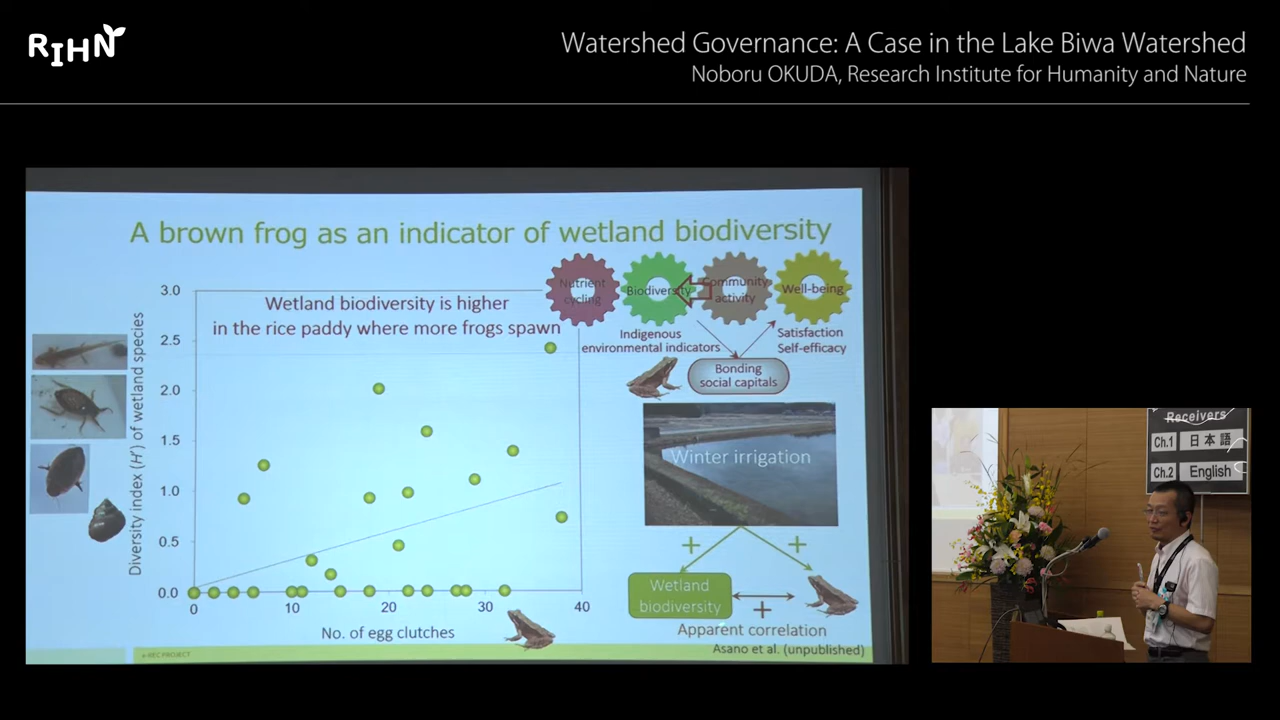 RIHN
Watershed Governance: A Case in the Lake Biwa Watershed
Noboru OKUDA, Research Institute for Humanity and Nature
A brown frog as an indicator of wetland biodiversity
Wetland biodiversity is higher
in the rice paddy where more frogs spawn
Diversity index (H') of wetland species
3.0
2.5
2.0
1.5
1.0
0.5
0.0
0
10
20
30
40
No. of egg clutches
Nutrient
cycling
Biodiversity
Community
activity
Well-being
Indigenous
environmental indicators
Satisfaction
Self-efficacy
Bonding
social capitals
Winter irrigation
+
+
Wetland
biodiversity
+
Apparent correlation
Asano et al. (unpublished)
e-REC PROJECT
Receivers
Ch.1 日本語
Ch.2 English